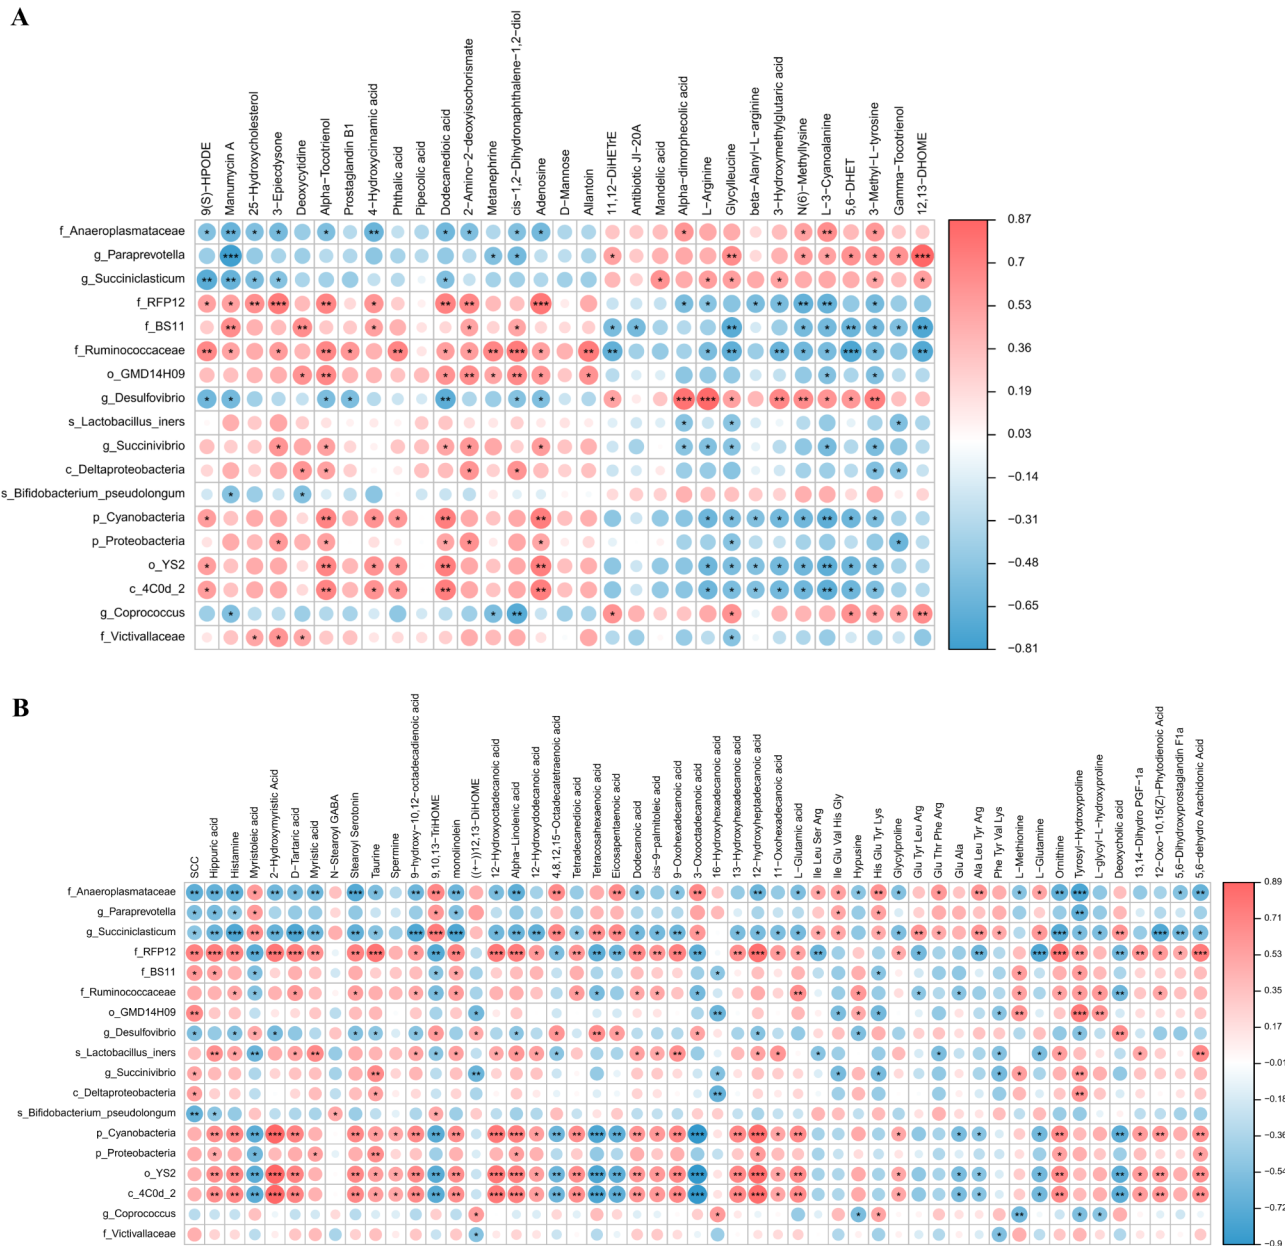 A
9(S)−HPODE
Manumycin A
25−Hydroxycholesterol
3−Epiecdysone
Deoxycytidine
Alpha−Tocotrienol
Prostaglandin B1
4−Hydroxycinnamic acid
Phthalic acid
Pipecolic acid
Dodecanedioic acid
2−Amino−2−deoxyisochorismate
Metanephrine
cis−1,2−Dihydronaphthalene−1,2−diol
Adenosine
D−Mannose
Allantoin
11,12−DiHETrE
Antibiotic JI−20A
Mandelic acid
Alpha−dimorphecolic acid
L−Arginine
Glycylleucine
beta−Alanyl−L−arginine
3−Hydroxymethylglutaric acid
N(6)−Methyllysine
L−3−Cyanoalanine
5,6−DHET
3−Methyl−L−tyrosine
Gamma−Tocotrienol
12,13−DHOME
f_Anaeroplasmataceae
g_Paraprevotella
g_Succiniclasticum
f_RFP12
f_BS11
f_Ruminococcaceae
o_GMD14H09
g_Desulfovibrio
s_Lactobacillus_iners
g_Succinivibrio
c_Deltaproteobacteria
s_Bifidobacterium_pseudolongum
p_Cyanobacteria
p_Proteobacteria
o_YS2
c_4C0d_2
g_Coprococcus
f_Victivallaceae
0.87
0.7
0.53
0.36
0.19
0.03
−0.14
−0.31
−0.48
−0.65
−0.81
B
SCC
Hippuric acid
Histamine
Myristoleic acid
2−Hydroxymyristic Acid
D−Tartaric acid
Myristic acid
N−Stearoyl GABA
Stearoyl Serotonin
Taurine
Spermine
9−hydroxy−10,12−octadecadienoic acid
9,10,13−TriHOME
monolinolein
((+−))12,13−DiHOME
12−Hydroxyoctadecanoic acid
Alpha−Linolenic acid
12−Hydroxydodecanoic acid
4,8,12,15−Octadecatetraenoic acid
Tetradecanedioic acid
Tetracosahexaenoic acid
Eicosapentaenoic acid
Dodecanoic acid
cis−9−palmitoleic acid
9−Oxohexadecanoic acid
3−Oxooctadecanoic acid
16−Hydroxyhexadecanoic acid
13−Hydroxyhexadecanoic acid
12−hydroxyheptadecanoic acid
11−Oxohexadecanoic acid
L−Glutamic acid
Ile Leu Ser Arg
Ile Glu Val His Gly
Hypusine
His Glu Tyr Lys
Glycylproline
Glu Tyr Leu Arg
Glu Thr Phe Arg
Glu Ala
Ala Leu Tyr Arg
Phe Tyr Val Lys
L−Methionine
L−Glutamine
Ornithine
Tyrosyl−Hydroxyproline
L−glycyl−L−hydroxyproline
Deoxycholic acid
13,14−Dihydro PGF−1a
12−Oxo−10,15(Z)−Phytodienoic Acid
5,6−Dihydroxyprostaglandin F1a
5,6−dehydro Arachidonic Acid
f_Anaeroplasmataceae
g_Paraprevotella
g_Succiniclasticum
f_RFP12
f_BS11
f_Ruminococcaceae
o_GMD14H09
g_Desulfovibrio
s_Lactobacillus_iners
g_Succinivibrio
c_Deltaproteobacteria
s_Bifidobacterium_pseudolongum
p_Cyanobacteria
p_Proteobacteria
o_YS2
c_4C0d_2
g_Coprococcus
f_Victivallaceae
0.89
0.71
0.53
0.35
0.17
−0.01
−0.18
−0.36
−0.54
−0.72
−0.9